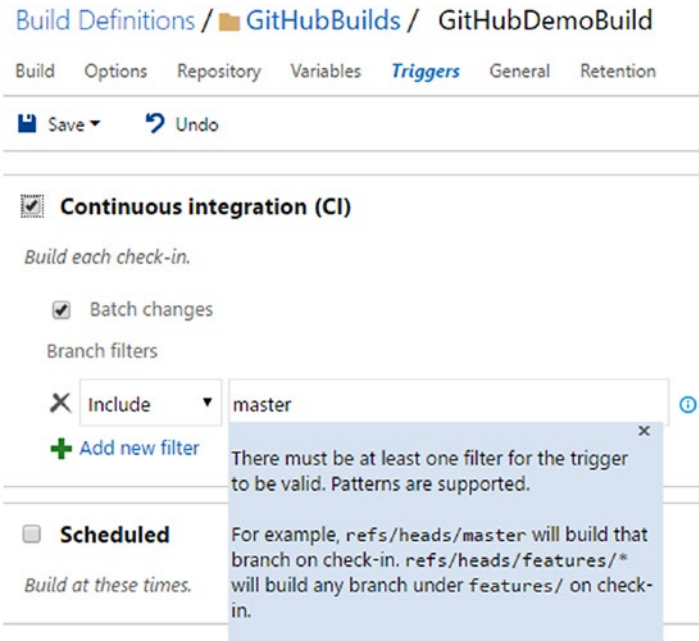 Build Definitions / GitHubBuilds / GitHubDemoBuild
Build Options Repository Variables Triggers General Retention
Save Undo
Continuous integration (CI)
Build each check-in.
Batch changes
Branch filters
Include master
Add new filter
There must be at least one filter for the trigger
to be valid. Patterns are supported.
For example, refs/heads/master will build that
branch on check-in. refs/heads/features/*
will build any branch under features/ on check-
in.
Scheduled
Build at these times.